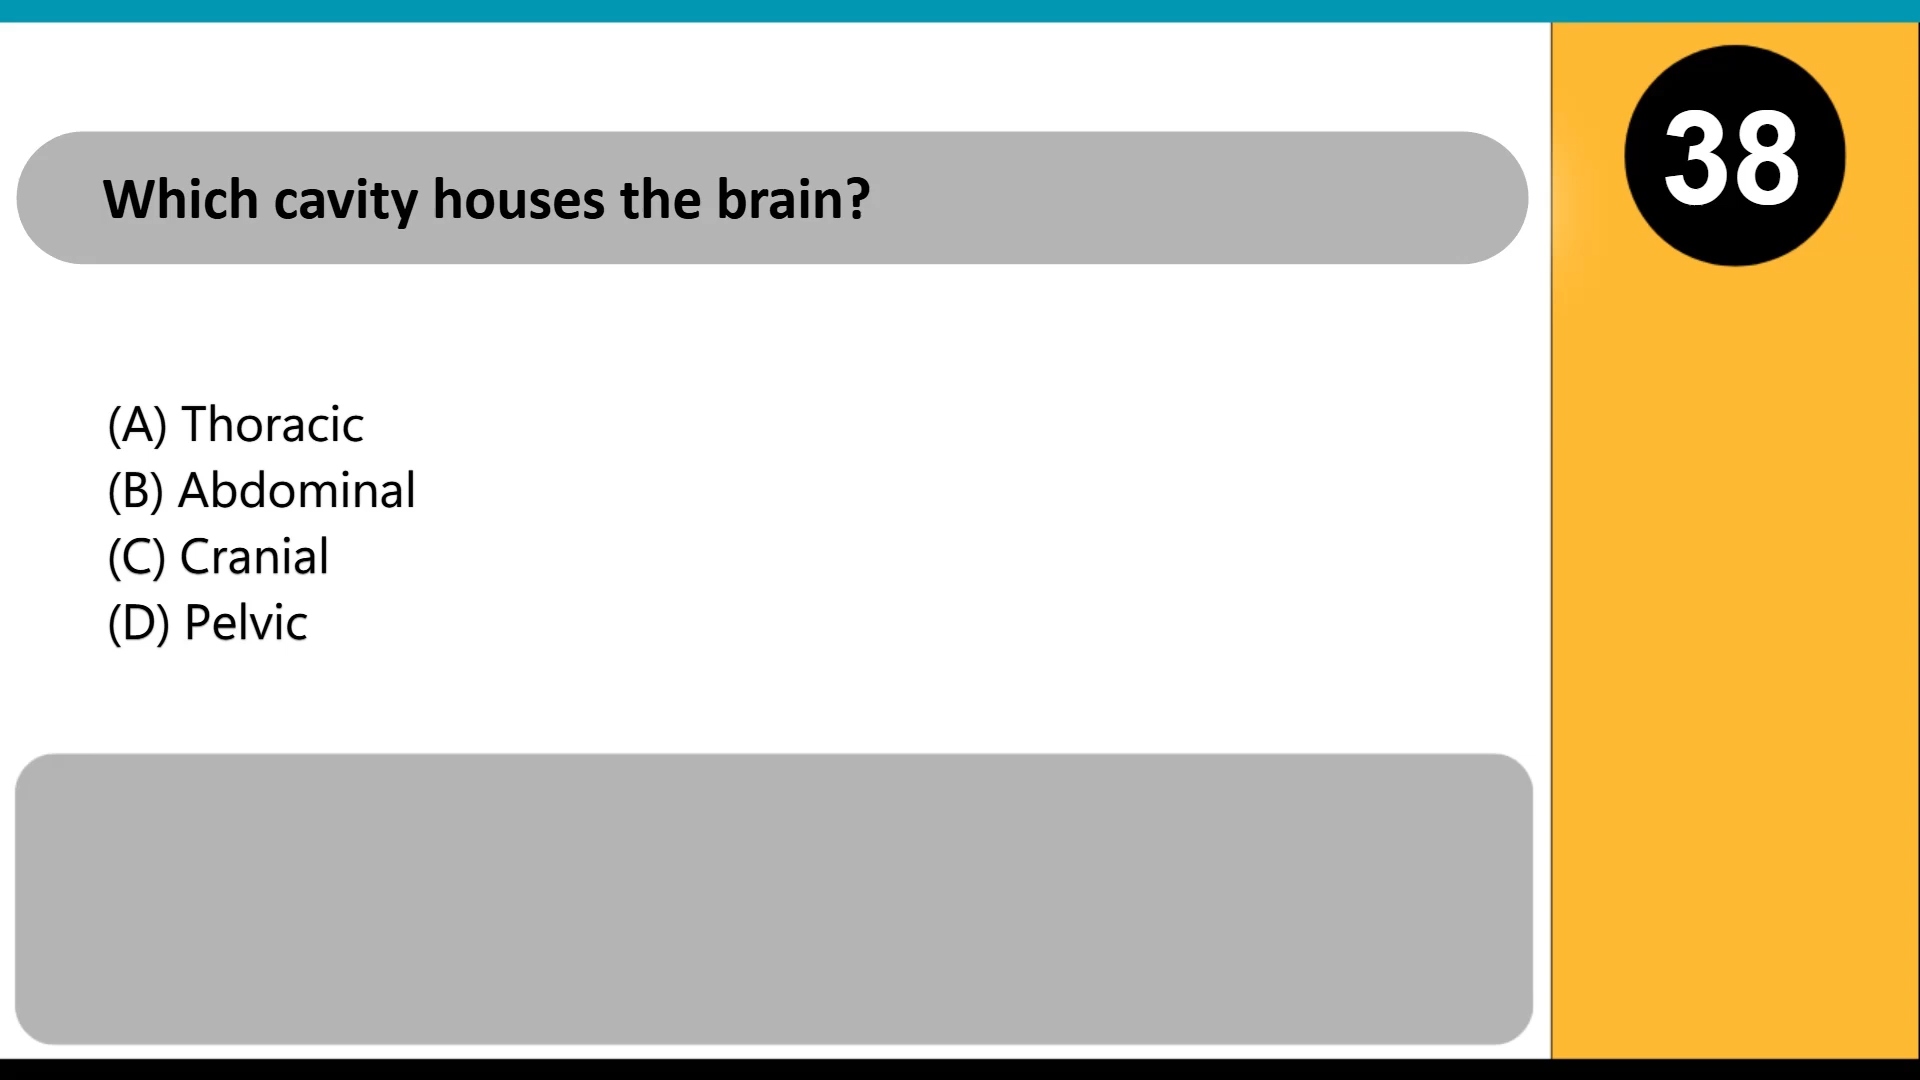 38
Which cavity houses the brain?
(A) Thoracic
(B) Abdominal
(C) Cranial
(D) Pelvic